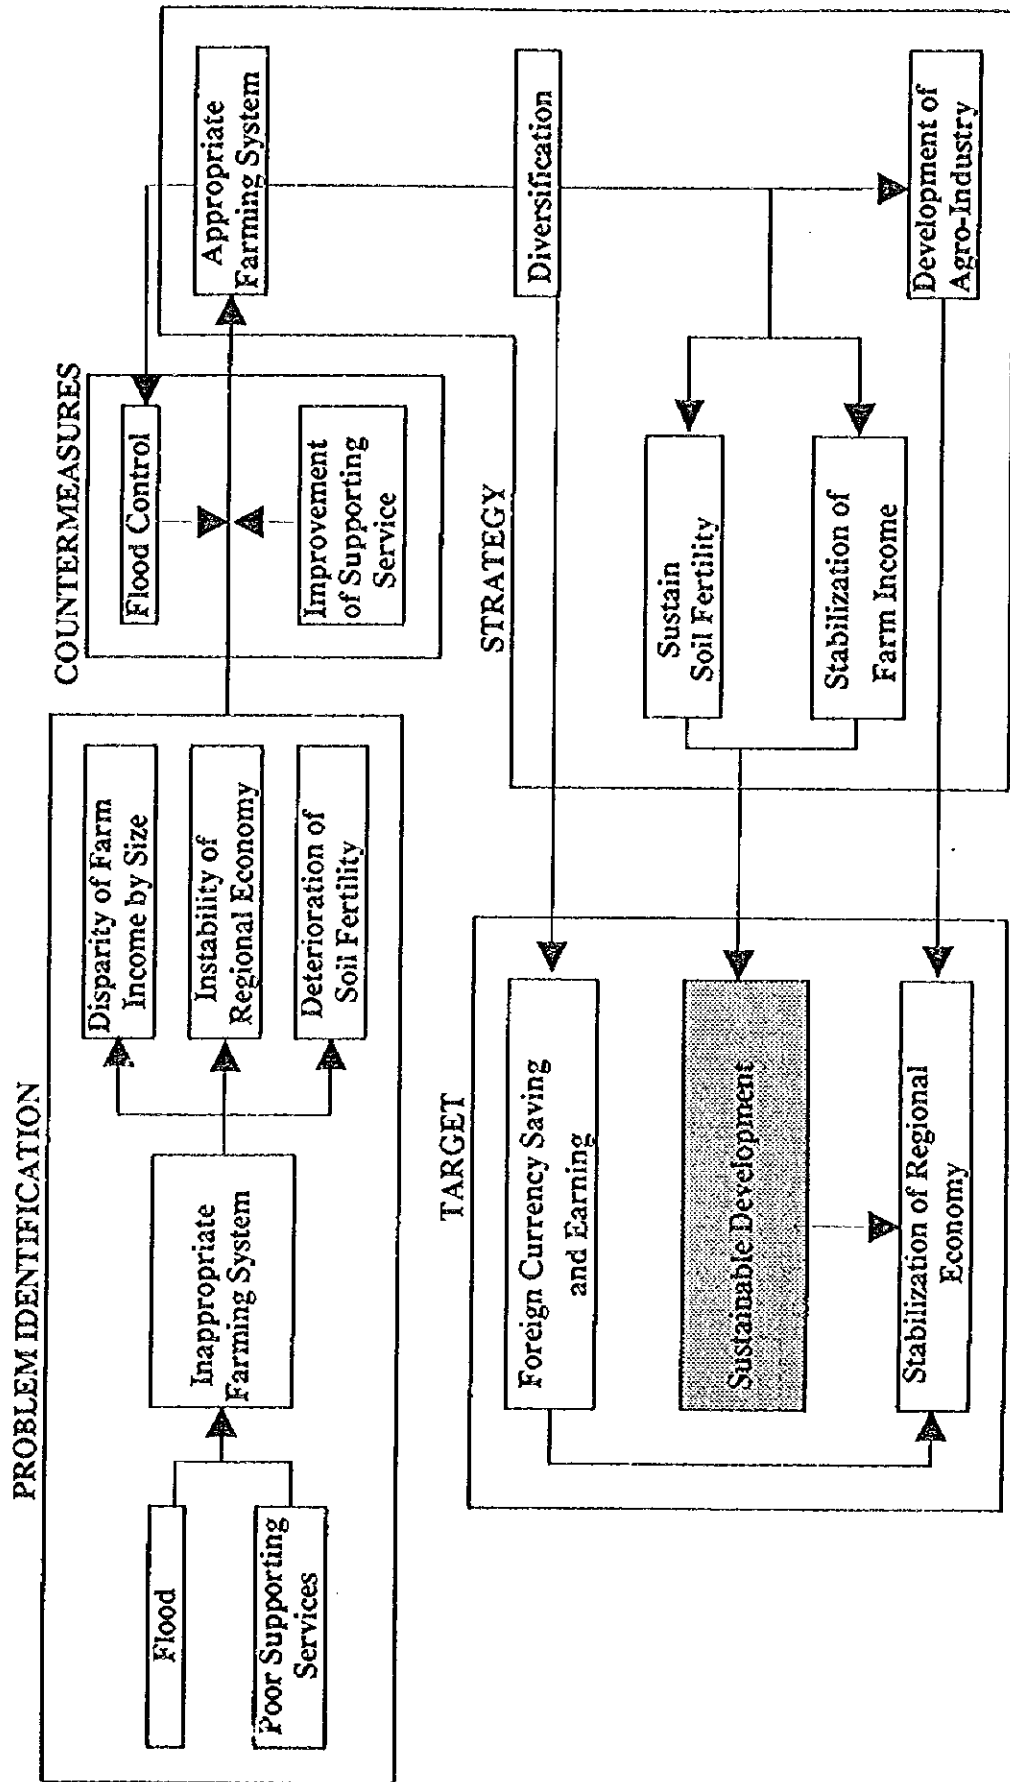 PROBLEM IDENTIFICATION
Flood
Poor Supporting
Services
Inappropriate
Farming System
Disparity of Farm
Income by Size
Instability of
Regional Economy
Deterioration of
Soil Fertility
COUNTERMEASURES
Flood Control
Improvement
of Supporting
Service
Appropriate
Farming System
TARGET
Foreign Currency Saving
and Earning
Sustainable Development
Stabilization of Regional
Economy
STRATEGY
Sustain
Soil Fertility
Stabilization of
Farm Income
Diversification
Development of
Agro-Industry